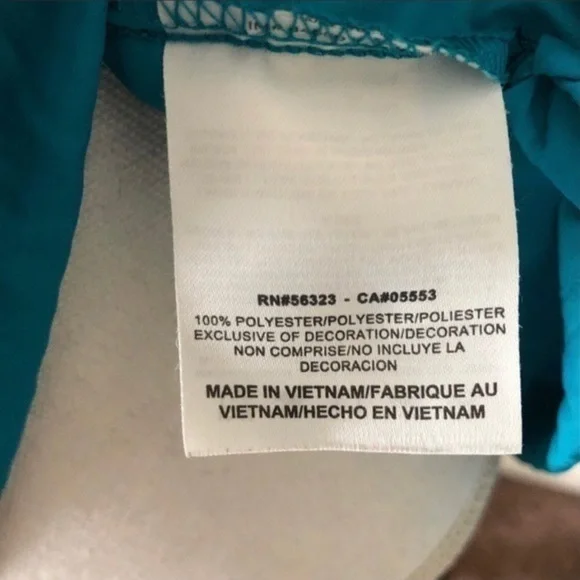 RN#56323 - CA#05553
100% POLYESTER/POLYESTER/POLIESTER
EXCLUSIVE OF DECORATION/DECORATION
NON COMPRISE/NO INCLUYE LA
DECORACION
MADE IN VIETNAM/FABRIQUE AU
VIETNAM/HECHO EN VIETNAM